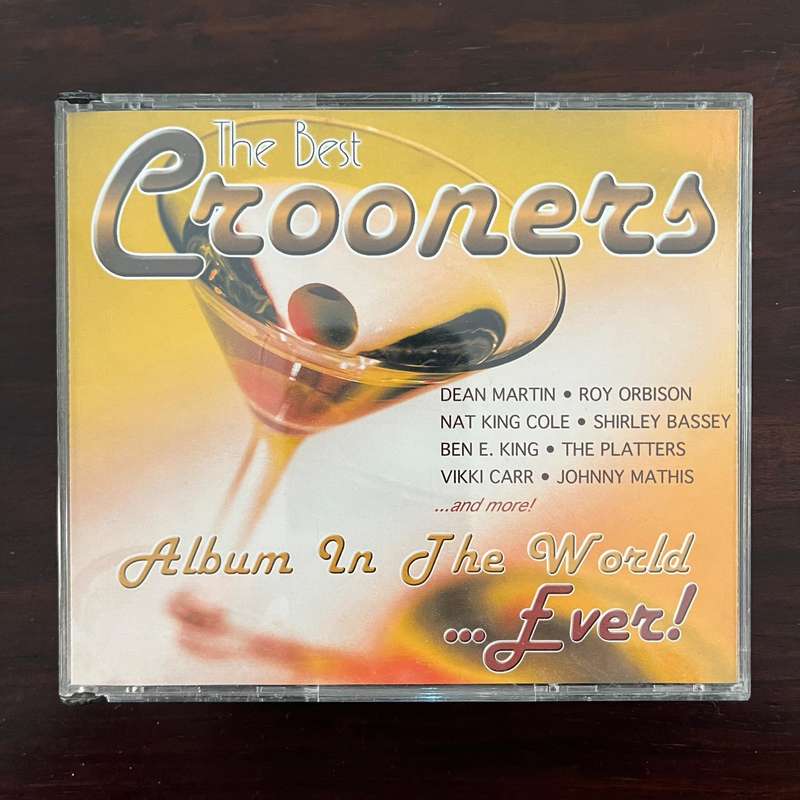 The Best
Crooners
DEAN MARTIN • ROY ORBISON
NAT KING COLE • SHIRLEY BASSEY
BEN E. KING • THE PLATTERS
VIKKI CARR • JOHNNY MATHIS
...and more!
Album In The World
...Ever!